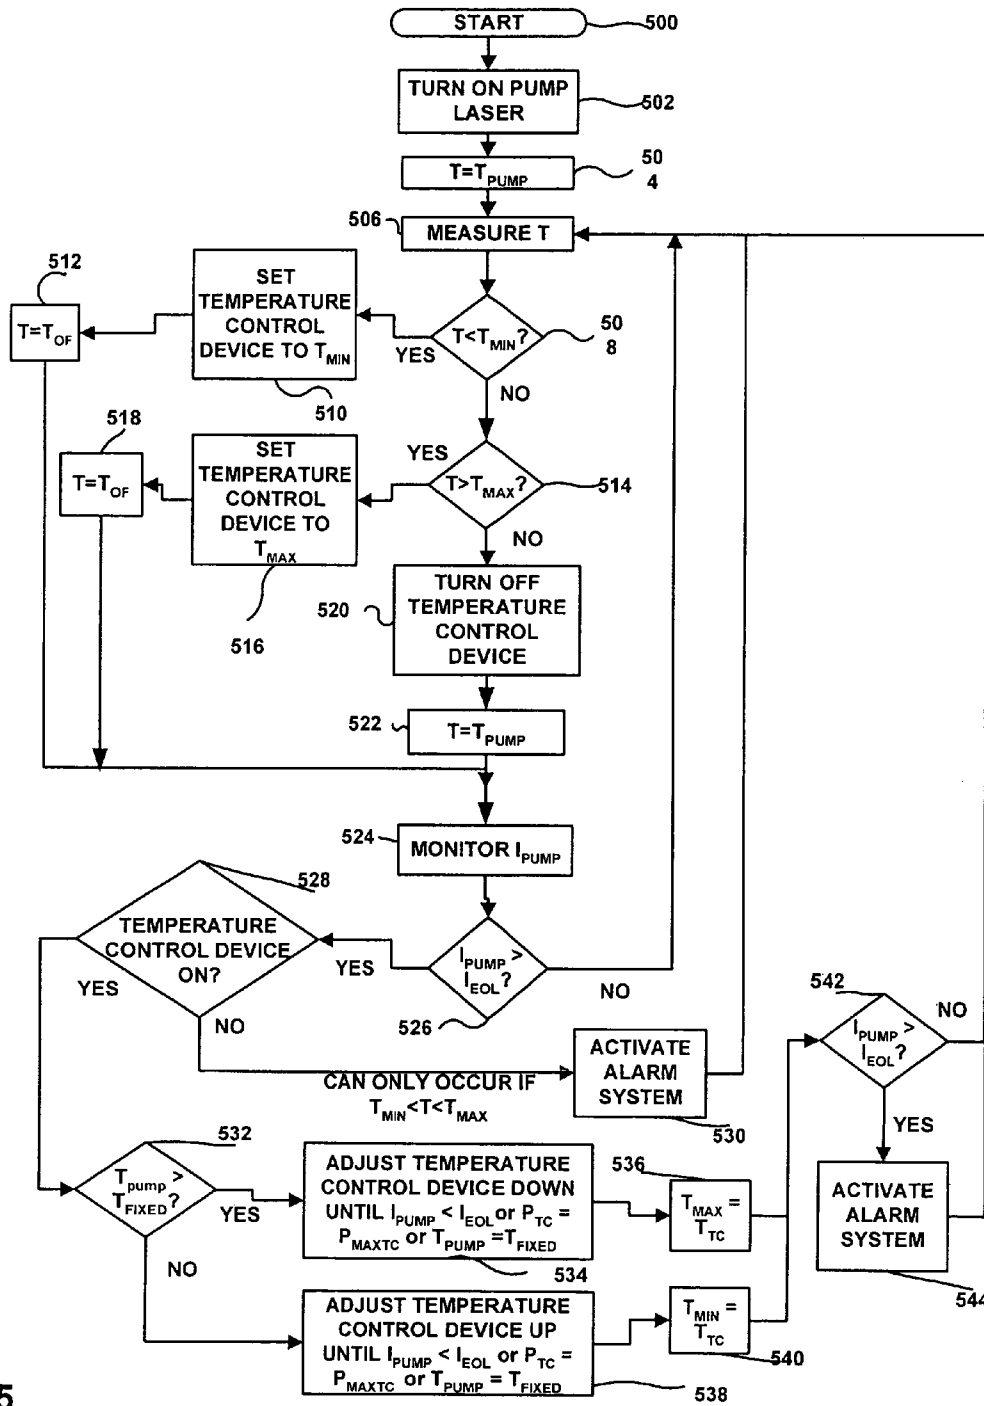 START
500
TURN ON PUMP
LASER
502
50
4
T=T_PUMP
506
MEASURE T
512
SET
TEMPERATURE
CONTROL
DEVICE TO T_MIN
T=T_OF
T<T_MIN?
50
8
YES
510
NO
518
YES
SET
TEMPERATURE
CONTROL
DEVICE TO
T_MAX
T=T_OF
T>T_MAX?
514
NO
516
520
TURN OFF
TEMPERATURE
CONTROL
DEVICE
522
T=T_PUMP
524
MONITOR I_PUMP
528
TEMPERATURE
CONTROL DEVICE
ON?
YES
YES
I_PUMP >
I_EOL?
NO
526
NO
542
NO
I_PUMP >
I_EOL?
YES
CAN ONLY OCCUR IF
T_MIN<T<T_MAX
ACTIVATE
ALARM
SYSTEM
530
532
T_pump >
T_FIXED?
YES
NO
ADJUST TEMPERATURE
CONTROL DEVICE DOWN
UNTIL I_PUMP < I_EOL or P_TC =
P_MAXTC or T_PUMP =T_FIXED
534
536
T_MAX =
T_TC
ACTIVATE
ALARM
SYSTEM
544
ADJUST TEMPERATURE
CONTROL DEVICE UP
UNTIL I_PUMP < I_EOL or P_TC =
P_MAXTC or T_PUMP = T_FIXED
538
T_MIN =
T_TC
540
5